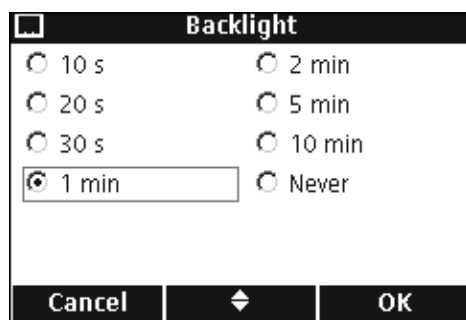 Backlight
10 s
20 s
30 s
1 min
2 min
5 min
10 min
Never
Cancel
OK